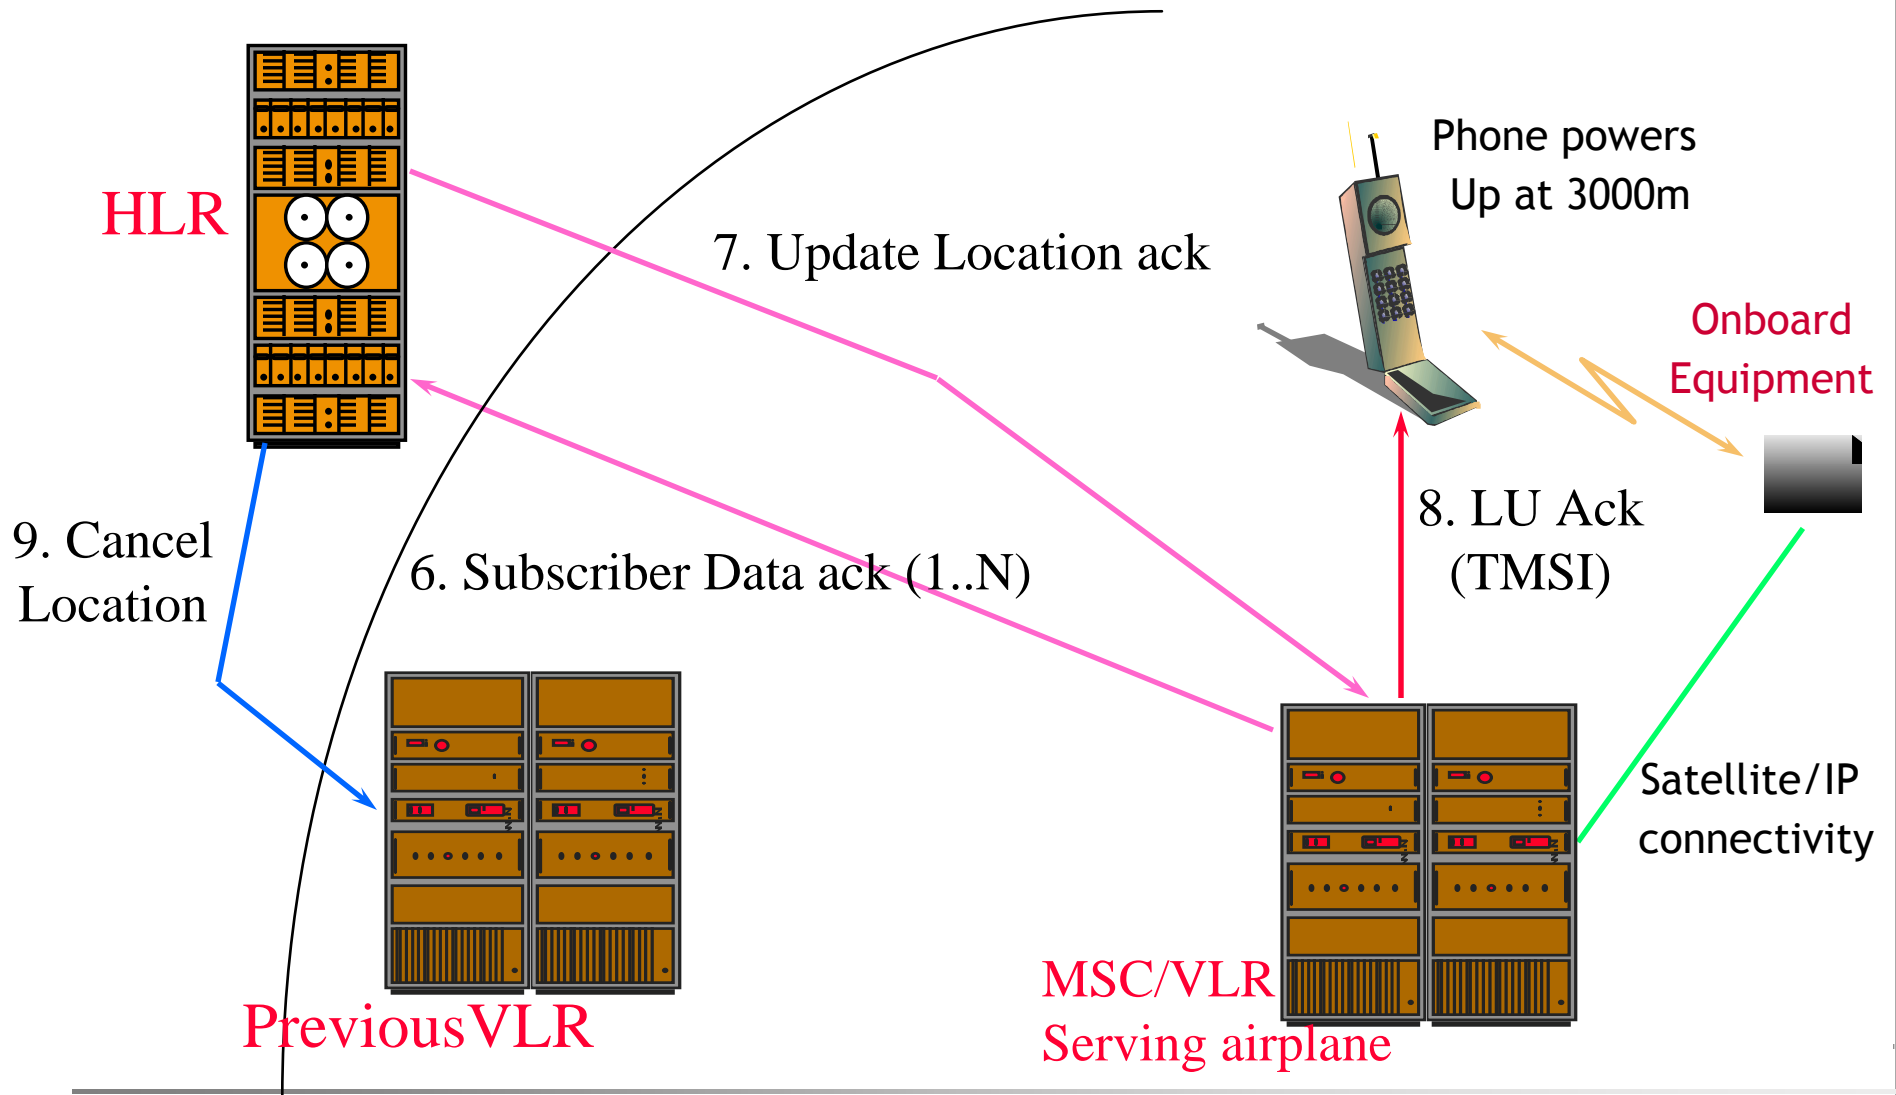 Phone powers
Up at 3000m
HLR
7. Update Location ack
Onboard
Equipment
8. LU Ack
(TMSI)
9. Cancel
Location
6. Subscriber Data ack (1..N)
Satellite/IP
connectivity
MSC/VLR
Serving airplane
PreviousVLR